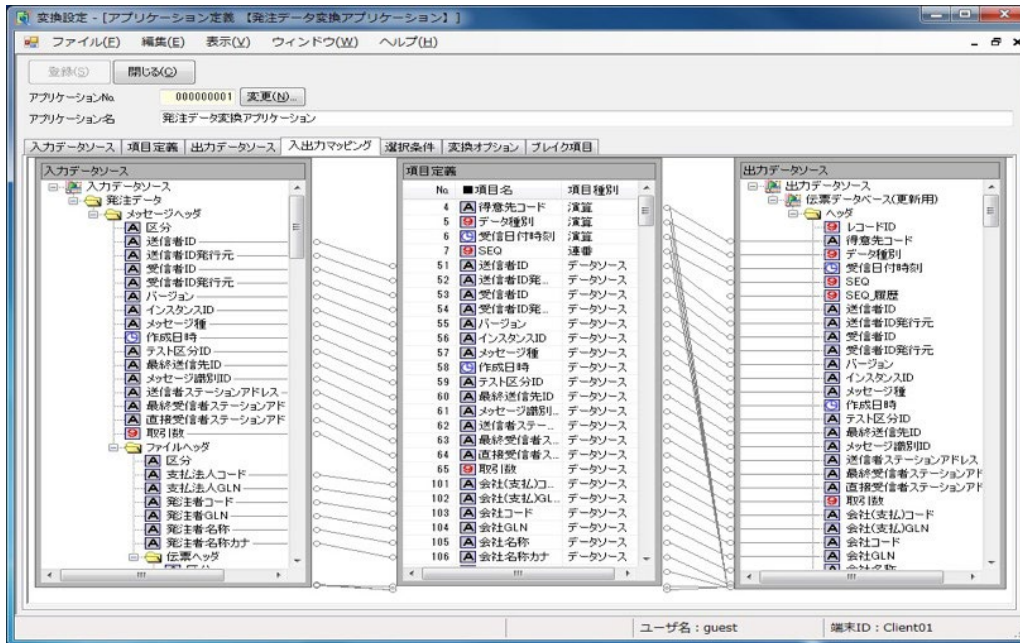 変換設定 - [アプリケーション定義 【発注データ変換アプリケーション】]
ファイル(F) 編集(E) 表示(V) ウィンドウ(W) ヘルプ(H)
登録(S) 閉じる(C)
アプリケーションNo. 000000001 変更(N)...
アプリケーション名 発注データ変換アプリケーション
入力データソース 項目定義 出力データソース 入出力マッピング 選択条件 変換オプション ブレイク項目
入力データソース
入力データソース
発注データ
メッセージヘッダ
区分
送信者ID
送信者ID発行元
受信者ID
受信者ID発行元
バージョン
インスタンスID
メッセージ種
作成日時
テスト区分ID
最終送信先ID
メッセージ識別ID
送信者ステーションアドレス
最終受信者ステーションアド
直接受信者ステーションアド
取引数
ファイルヘッダ
区分
支払法人コード
支払法人GLN
発注者コード
発注者GLN
発注者名称
発注者名称カナ
伝票ヘッダ
区分
項目定義
No. ■項目名 項目種別
4 得意先コード 演算
5 データ種別 演算
6 受信日付時刻 演算
7 SEQ 連番
51 送信者ID データソース
52 送信者ID発... データソース
53 受信者ID データソース
54 受信者ID発... データソース
55 バージョン データソース
56 インスタンスID データソース
57 メッセージ種 データソース
58 作成日時 データソース
59 テスト区分ID データソース
60 最終送信先ID データソース
61 メッセージ識別... データソース
62 送信者ステー... データソース
63 最終受信者ス... データソース
64 直接受信者ス... データソース
65 取引数 データソース
101 会社(支払)コ... データソース
102 会社(支払)GL... データソース
103 会社コード データソース
104 会社GLN データソース
105 会社名称 データソース
106 会社名称カナ データソース
出力データソース
出力データソース
伝票データベース(更新用)
ヘッダ
レコードID
得意先コード
データ種別
受信日付時刻
SEQ
SEQ_履歴
送信者ID
送信者ID発行元
受信者ID
受信者ID発行元
バージョン
インスタンスID
メッセージ種
作成日時
テスト区分ID
最終送信先ID
メッセージ識別ID
送信者ステーションアドレス
最終受信者ステーションアド
直接受信者ステーションアド
取引数
会社(支払)コード
会社(支払)GLN
会社コード
会社GLN
会社名称
ユーザ名 : guest 端末ID : Client01